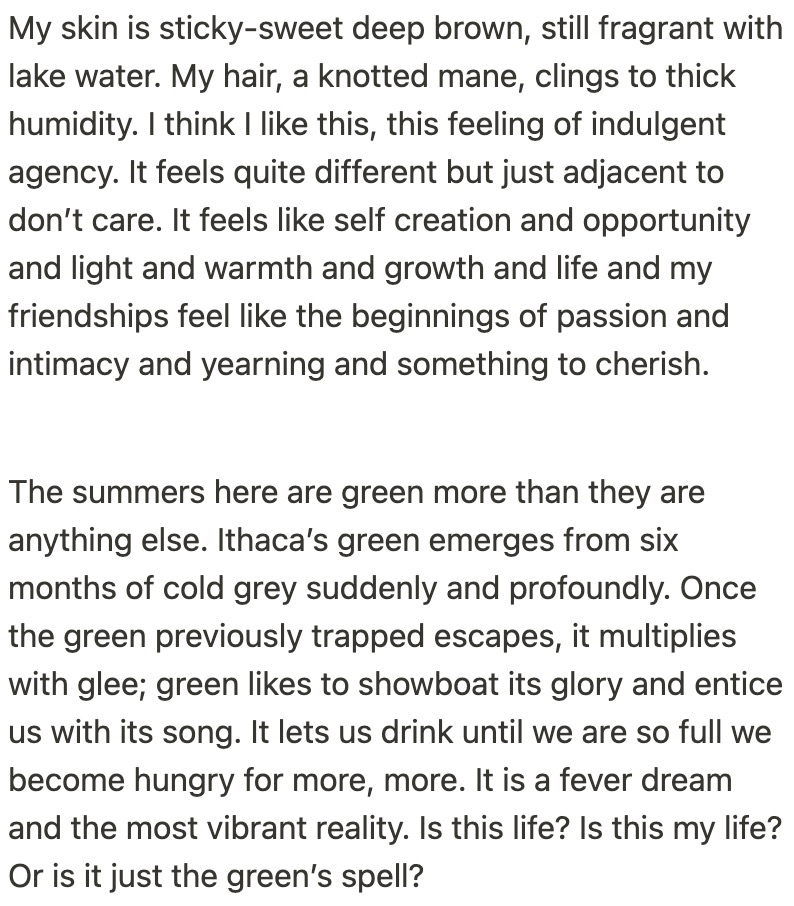 My skin is sticky-sweet deep brown, still fragrant with
lake water. My hair, a knotted mane, clings to thick
humidity. I think I like this, this feeling of indulgent
agency. It feels quite different but just adjacent to
don’t care. It feels like self creation and opportunity
and light and warmth and growth and life and my
friendships feel like the beginnings of passion and
intimacy and yearning and something to cherish.
The summers here are green more than they are
anything else. Ithaca’s green emerges from six
months of cold grey suddenly and profoundly. Once
the green previously trapped escapes, it multiplies
with glee; green likes to showboat its glory and entice
us with its song. It lets us drink until we are so full we
become hungry for more, more. It is a fever dream
and the most vibrant reality. Is this life? Is this my life?
Or is it just the green’s spell?